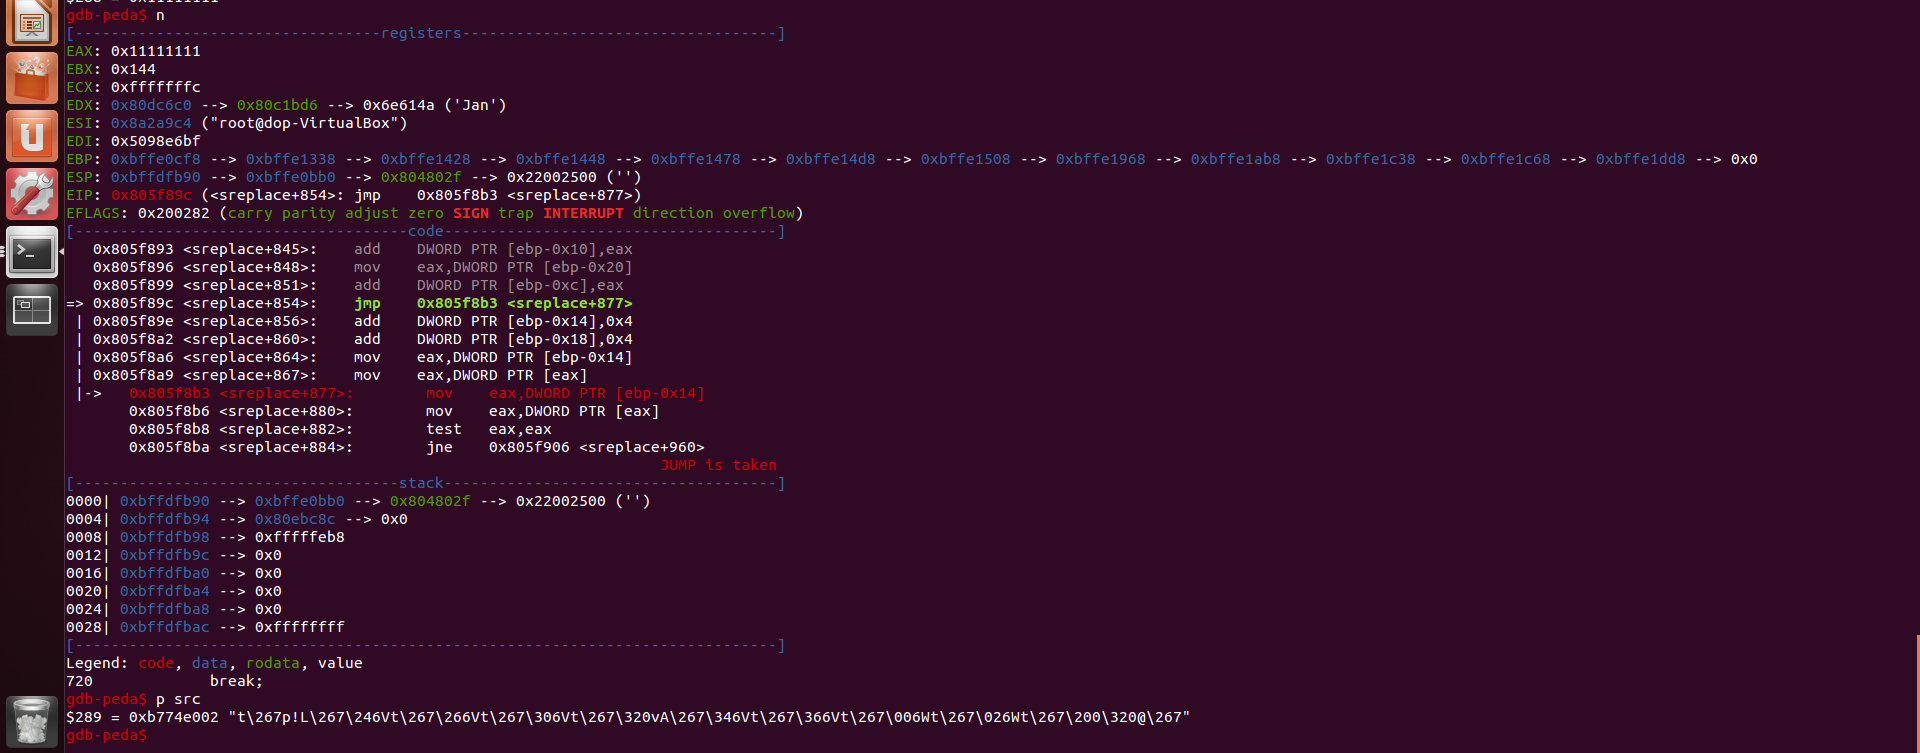 $288 = 0x11111111
gdb-peda$ n
[----------------------------------registers-----------------------------------]
EAX: 0x11111111
EBX: 0x144
ECX: 0xfffffffc
EDX: 0x80dc6c0 --> 0x80c1bd6 --> 0x6e614a ('Jan')
ESI: 0x8a2a9c4 ("root@dop-VirtualBox")
EDI: 0x5098e6bf
EBP: 0xbffe0cf8 --> 0xbffe1338 --> 0xbffe1428 --> 0xbffe1448 --> 0xbffe1478 --> 0xbffe14d8 --> 0xbffe1508 --> 0xbffe1968 --> 0xbffe1ab8 --> 0xbffe1c38 --> 0xbffe1c68 --> 0xbffe1dd8 --> 0x0
ESP: 0xbffdfb90 --> 0xbffe0bb0 --> 0x804802f --> 0x22002500 ('')
EIP: 0x805f89c (<sreplace+854>: jmp    0x805f8b3 <sreplace+877>)
EFLAGS: 0x200282 (carry parity adjust zero SIGN trap INTERRUPT direction overflow)
[-------------------------------------code-------------------------------------]
   0x805f893 <sreplace+845>:    add    DWORD PTR [ebp-0x10],eax
   0x805f896 <sreplace+848>:    mov    eax,DWORD PTR [ebp-0x20]
   0x805f899 <sreplace+851>:    add    DWORD PTR [ebp-0xc],eax
=> 0x805f89c <sreplace+854>:    jmp    0x805f8b3 <sreplace+877>
 | 0x805f89e <sreplace+856>:    add    DWORD PTR [ebp-0x14],0x4
 | 0x805f8a2 <sreplace+860>:    add    DWORD PTR [ebp-0x18],0x4
 | 0x805f8a6 <sreplace+864>:    mov    eax,DWORD PTR [ebp-0x14]
 | 0x805f8a9 <sreplace+867>:    mov    eax,DWORD PTR [eax]
 |->   0x805f8b3 <sreplace+877>:        mov    eax,DWORD PTR [ebp-0x14]
       0x805f8b6 <sreplace+880>:        mov    eax,DWORD PTR [eax]
       0x805f8b8 <sreplace+882>:        test   eax,eax
       0x805f8ba <sreplace+884>:        jne    0x805f906 <sreplace+960>
                                                                  JUMP is taken
[------------------------------------stack-------------------------------------]
0000| 0xbffdfb90 --> 0xbffe0bb0 --> 0x804802f --> 0x22002500 ('')
0004| 0xbffdfb94 --> 0x80ebc8c --> 0x0
0008| 0xbffdfb98 --> 0xfffffeb8
0012| 0xbffdfb9c --> 0x0
0016| 0xbffdfba0 --> 0x0
0020| 0xbffdfba4 --> 0x0
0024| 0xbffdfba8 --> 0x0
0028| 0xbffdfbac --> 0xffffffff
[------------------------------------------------------------------------------]
Legend: code, data, rodata, value
720             break;
gdb-peda$ p src
$289 = 0xb774e002 "t\267p!L\267\246Vt\267\266Vt\267\306Vt\267\320vA\267\346Vt\267\366Vt\267\006Wt\267\026Wt\267\200\320@\267"
gdb-peda$